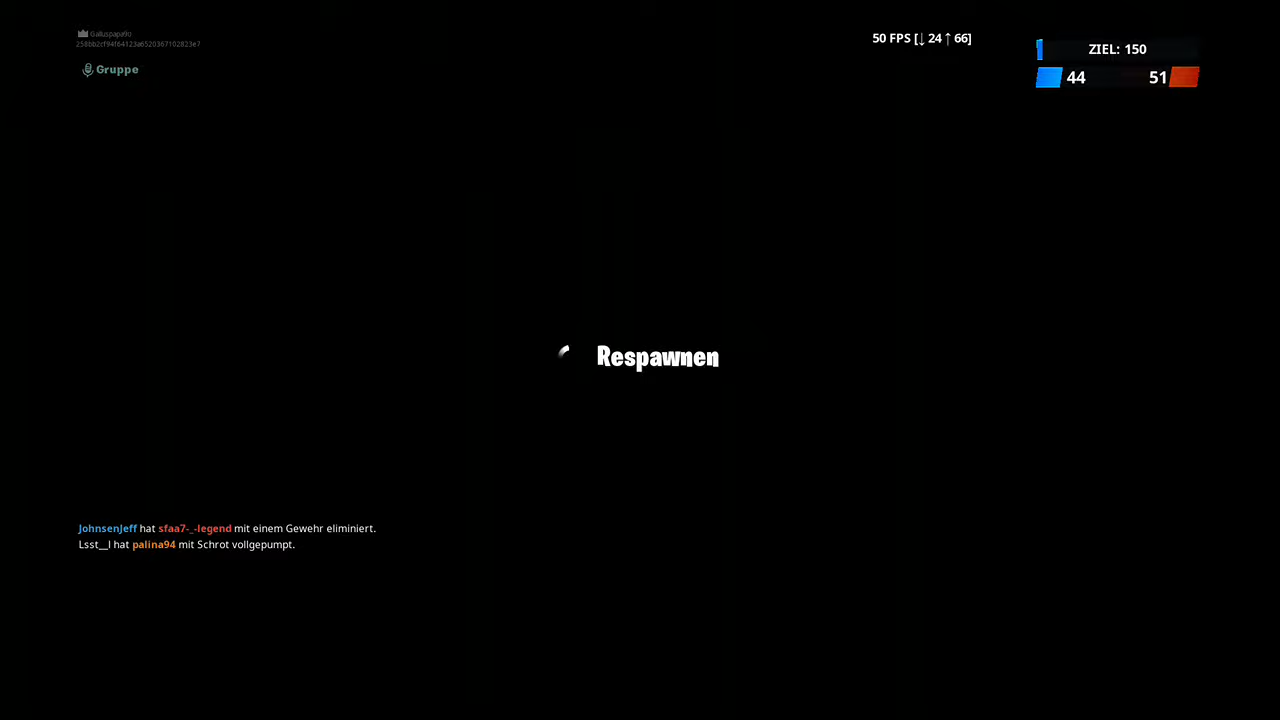 Galluspapa9o
50 FPS [↓ 24 ↑ 66]
ZIEL: 150
Gruppe
44 51
Respawnen
JohnsenJeff hat sfaa7-_-legend mit einem Gewehr eliminiert.
Lsst__l hat palina94 mit Schrot vollgepumpt.